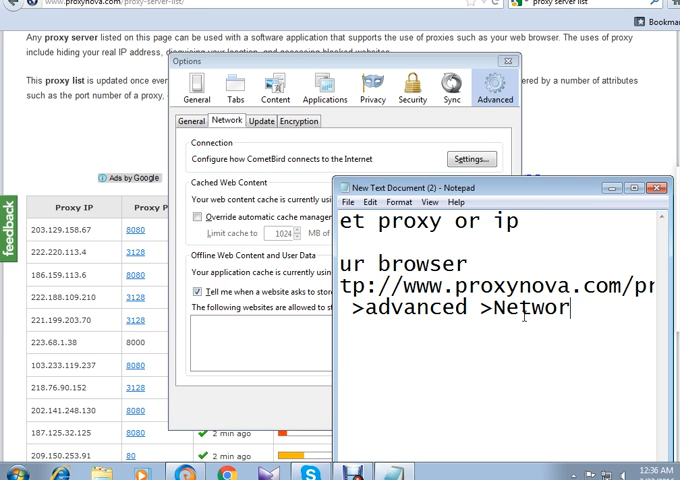 www.proxynova.com/proxy-server-list/
proxy server list
Bookmark
Any proxy server listed on this page can be used with a software application that supports the use of proxies such as your web browser. The uses of proxy
include hiding your real IP address, disguising your location, and accessing blocked websites.
This proxy list is updated once ever
ered by a number of attributes
such as the port number of a proxy,
Options
General
Tabs
Content
Applications
Privacy
Security
Sync
Advanced
General
Network
Update
Encryption
Connection
Configure how CometBird connects to the Internet
Settings...
Cached Web Content
Your web content cache is currently using
Override automatic cache manager
Limit cache to
1024
MB of
Offline Web Content and User Data
Your application cache is currently using
Tell me when a website asks to store
The following websites are allowed to st
New Text Document (2) - Notepad
File
Edit
Format
View
Help
et proxy or ip
ur browser
tp://www.proxynova.com/pr
>advanced >Networ
Ads by Google
feedback
Proxy IP
Proxy P
203.129.158.67
8080
222.220.113.4
3128
186.159.113.6
8080
222.188.109.210
3128
221.199.203.70
3128
223.68.1.38
8000
103.233.119.237
8080
218.76.90.152
3128
202.141.248.130
8080
187.125.32.125
8080
2 min ago
209.150.253.91
80
2 min ago
12:36 AM